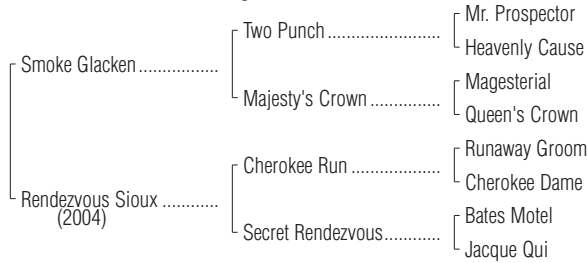 Mr. Prospector
Two Punch
Heavenly Cause
Smoke Glacken
Magesterial
Majesty's Crown
Queen's Crown
Runaway Groom
Cherokee Run
Cherokee Dame
Rendezvous Sioux
(2004)
Bates Motel
Secret Rendezvous
Jacque Qui